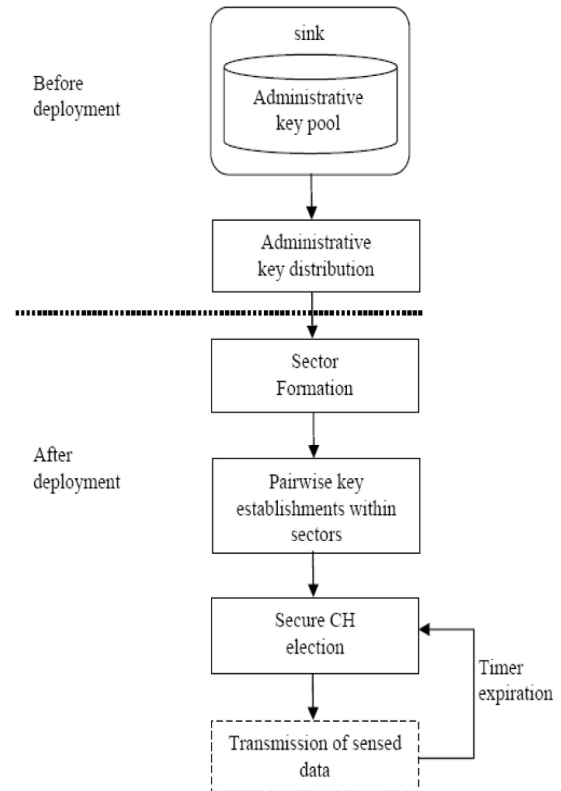 sink
Before
deployment
Administrative
key pool
Administrative
key distribution
Sector
Formation
After
deployment
Pairwise key
establishments within
sectors
Secure CH
election
Timer
expiration
Transmission of sensed
data